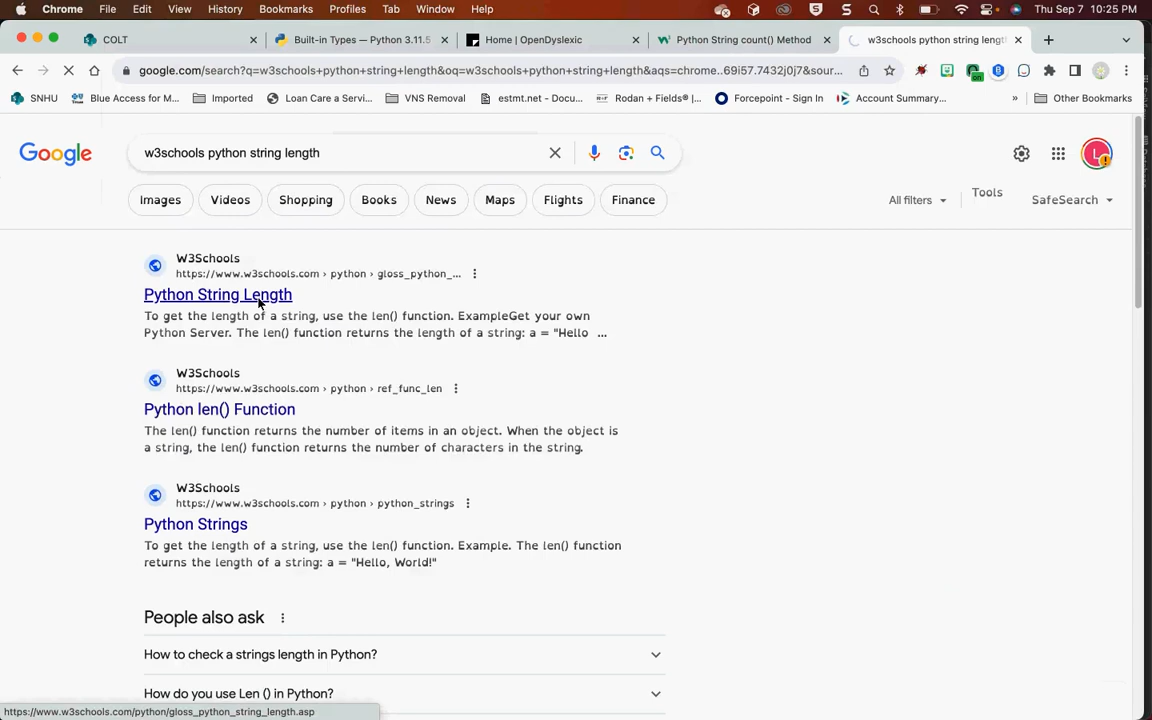 Chrome File Edit View History Bookmarks Profiles Tab Window Help Thu Sep 7 10:25 PM
COLT Built-in Types — Python 3.11.5 Home | OpenDyslexic Python String count() Method w3schools python string lengt
google.com/search?q=w3schools+python+string+length&oq=w3schools+python+string+length&aqs=chrome..69i57.7432j0j7&sour...
SNHU Blue Access for M... Imported Loan Care a Servi... VNS Removal estmt.net - Docu... Rodan + Fields®️ |... Forcepoint - Sign In Account Summary... » Other Bookmarks
Google w3schools python string length L
Images Videos Shopping Books News Maps Flights Finance All filters Tools SafeSearch
W3Schools
https://www.w3schools.com › python › gloss_python_...
Python String Length
To get the length of a string, use the len() function. ExampleGet your own
Python Server. The len() function returns the length of a string: a = "Hello ...
W3Schools
https://www.w3schools.com › python › ref_func_len
Python len() Function
The len() function returns the number of items in an object. When the object is
a string, the len() function returns the number of characters in the string.
W3Schools
https://www.w3schools.com › python › python_strings
Python Strings
To get the length of a string, use the len() function. Example. The len() function
returns the length of a string: a = "Hello, World!"
People also ask
How to check a strings length in Python?
How do you use Len () in Python?
https://www.w3schools.com/python/gloss_python_string_length.asp